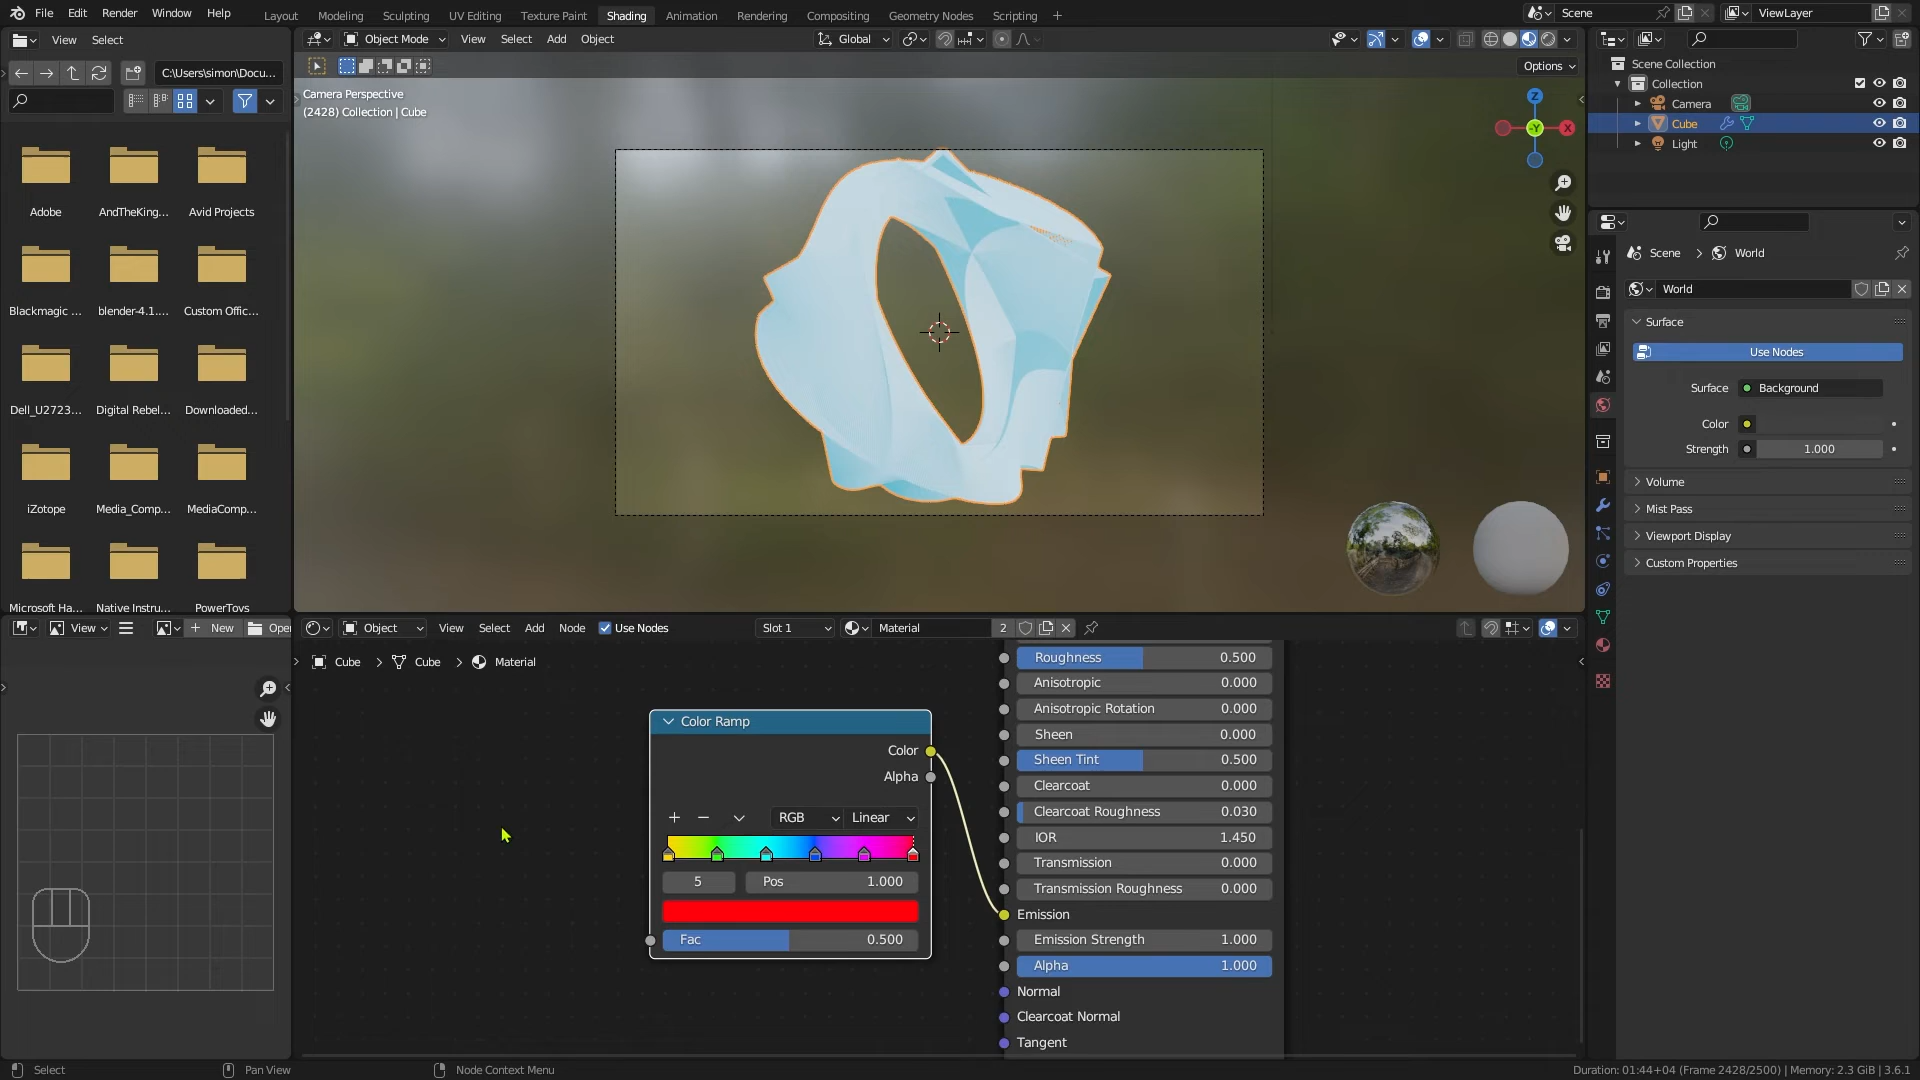 File Edit Render Window Help Layout Modeling Sculpting UV Editing Texture Paint Shading Animation Rendering Compositing Geometry Nodes Scripting + Scene ViewLayer
View Select
Object Mode View Select Add Object Global
C:\Users\simon\Docu...
Options
Camera Perspective
(2428) Collection | Cube
Z
-Y
X
Adobe AndTheKing... Avid Projects
Blackmagic ... blender-4.1.... Custom Offic...
Dell_U2723... Digital Rebel... Downloaded...
iZotope Media_Comp... MediaComp...
Microsoft Ha... Native Instru... PowerToys
Scene Collection
Collection
Camera
Cube
Light
Scene > World
World
Surface
Use Nodes
Surface Background
Color
Strength 1.000
Volume
Mist Pass
Viewport Display
Custom Properties
View New Open
Object View Select Add Node Use Nodes Slot 1 Material 2
Cube > Cube > Material
Color Ramp
Color
Alpha
RGB Linear
5 Pos 1.000
Fac 0.500
Roughness 0.500
Anisotropic 0.000
Anisotropic Rotation 0.000
Sheen 0.000
Sheen Tint 0.500
Clearcoat 0.000
Clearcoat Roughness 0.030
IOR 1.450
Transmission 0.000
Transmission Roughness 0.000
Emission
Emission Strength 1.000
Alpha 1.000
Normal
Clearcoat Normal
Tangent
Select Pan View Node Context Menu Duration: 01:44+04 (Frame 2428/2500) | Memory: 2.3 GiB | 3.6.1